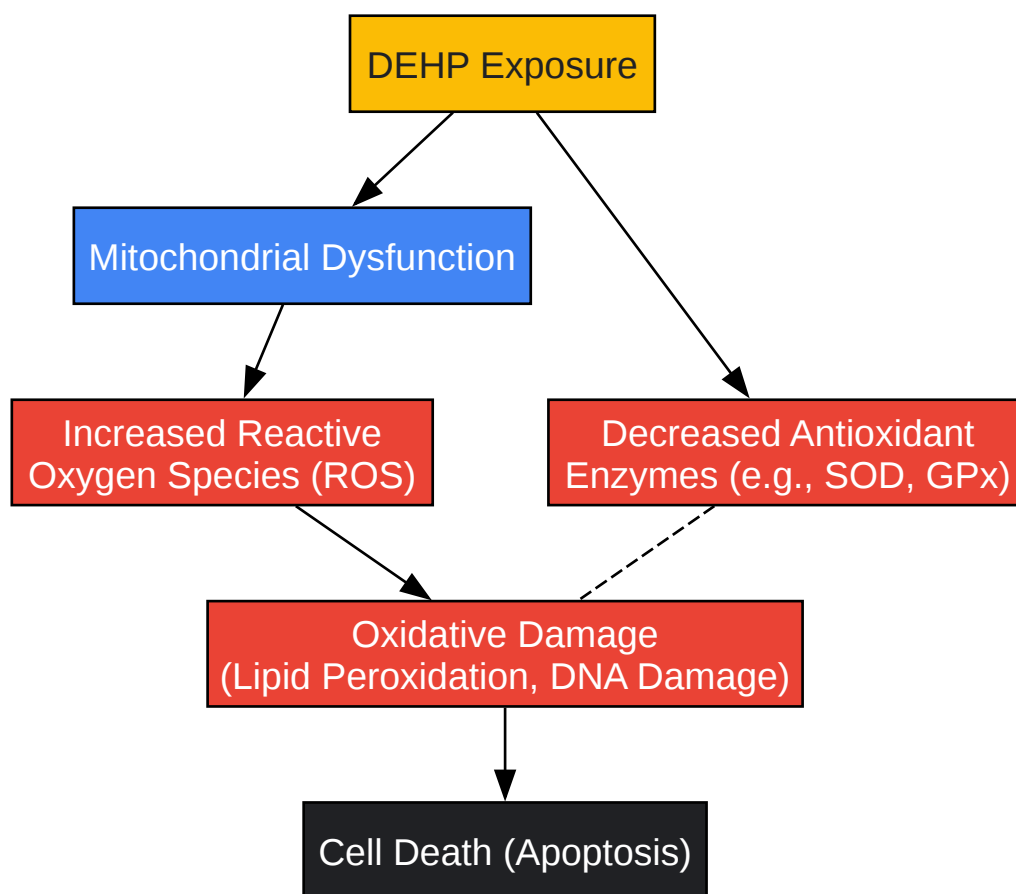 DEHP Exposure
Mitochondrial Dysfunction
Increased Reactive
Oxygen Species (ROS)
Decreased Antioxidant
Enzymes (e.g., SOD, GPx)
Oxidative Damage
(Lipid Peroxidation, DNA Damage)
Cell Death (Apoptosis)